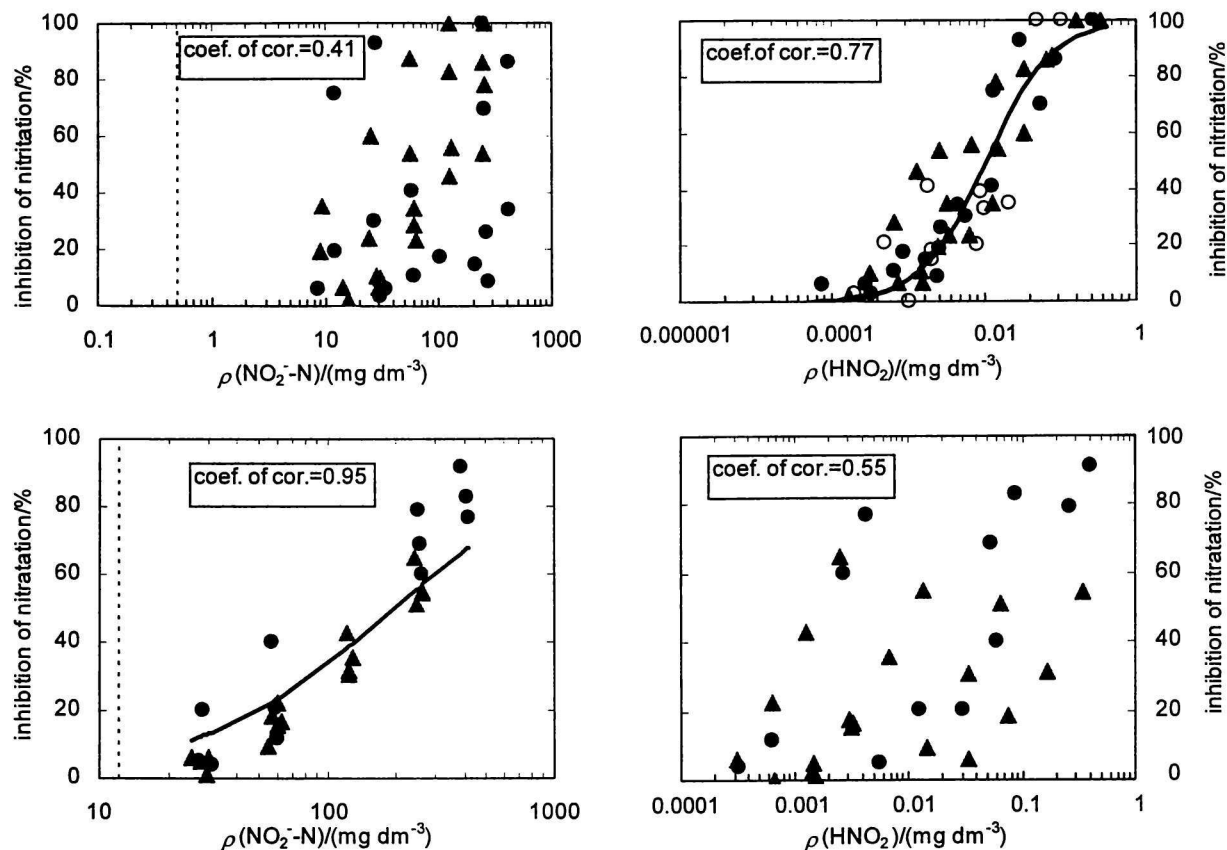 inhibition of nitritation/%
100
80
60
40
20
0
coef. of cor.=0.41
0.1 1 10 100 1000
ρ(NO₂⁻-N)/(mg dm⁻³)
coef.of cor.=0.77
100
80
60
40
20
0
inhibition of nitritation/%
0.000001 0.0001 0.01 1
ρ(HNO₂)/(mg dm⁻³)
inhibition of nitratation/%
100
80
60
40
20
0
coef. of cor.=0.95
10 100 1000
ρ(NO₂⁻-N)/(mg dm⁻³)
coef. of cor.=0.55
100
80
60
40
20
0
inhibition of nitratation/%
0.0001 0.001 0.01 0.1 1
ρ(HNO₂)/(mg dm⁻³)